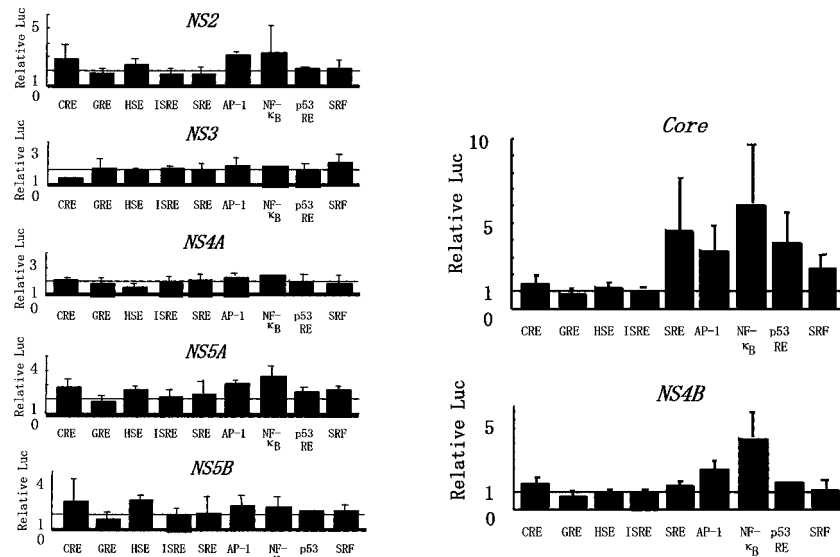 NS2
Relative Luc
5
1
0
CRE GRE HSE ISRE SRE AP-1 NF-κB p53 RE SRF
NS3
Relative Luc
3
1
0
CRE GRE HSE ISRE SRE AP-1 NF-κB p53 RE SRF
NS4A
Relative Luc
3
1
0
CRE GRE HSE ISRE SRE AP-1 NF-κB p53 RE SRF
NS5A
Relative Luc
4
1
0
CRE GRE HSE ISRE SRE AP-1 NF-κB p53 RE SRF
NS5B
Relative Luc
4
1
0
CRE GRE HSE ISRE SRE AP-1 NF- p53 SRF
Core
Relative Luc
10
5
1
0
CRE GRE HSE ISRE SRE AP-1 NF-κB p53 RE SRF
NS4B
Relative Luc
5
1
0
CRE GRE HSE ISRE SRE AP-1 NF-κB p53 RE SRF